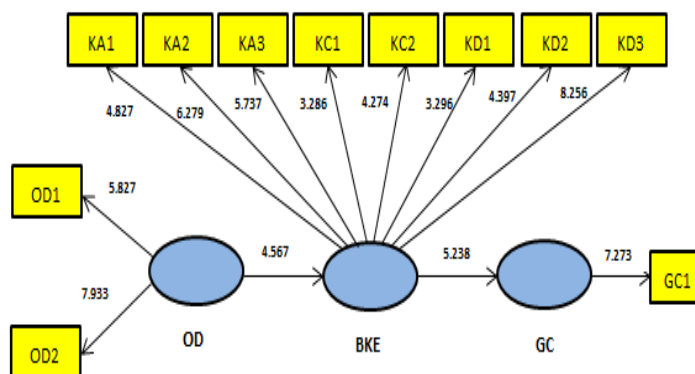 KA1 KA2 KA3 KC1 KC2 KD1 KD2 KD3
4.827 6.279 5.737 3.286 4.274 3.296 4.397 8.256
OD1
5.827
4.567
5.238
7.273
GC1
7.933
OD BKE GC
OD2